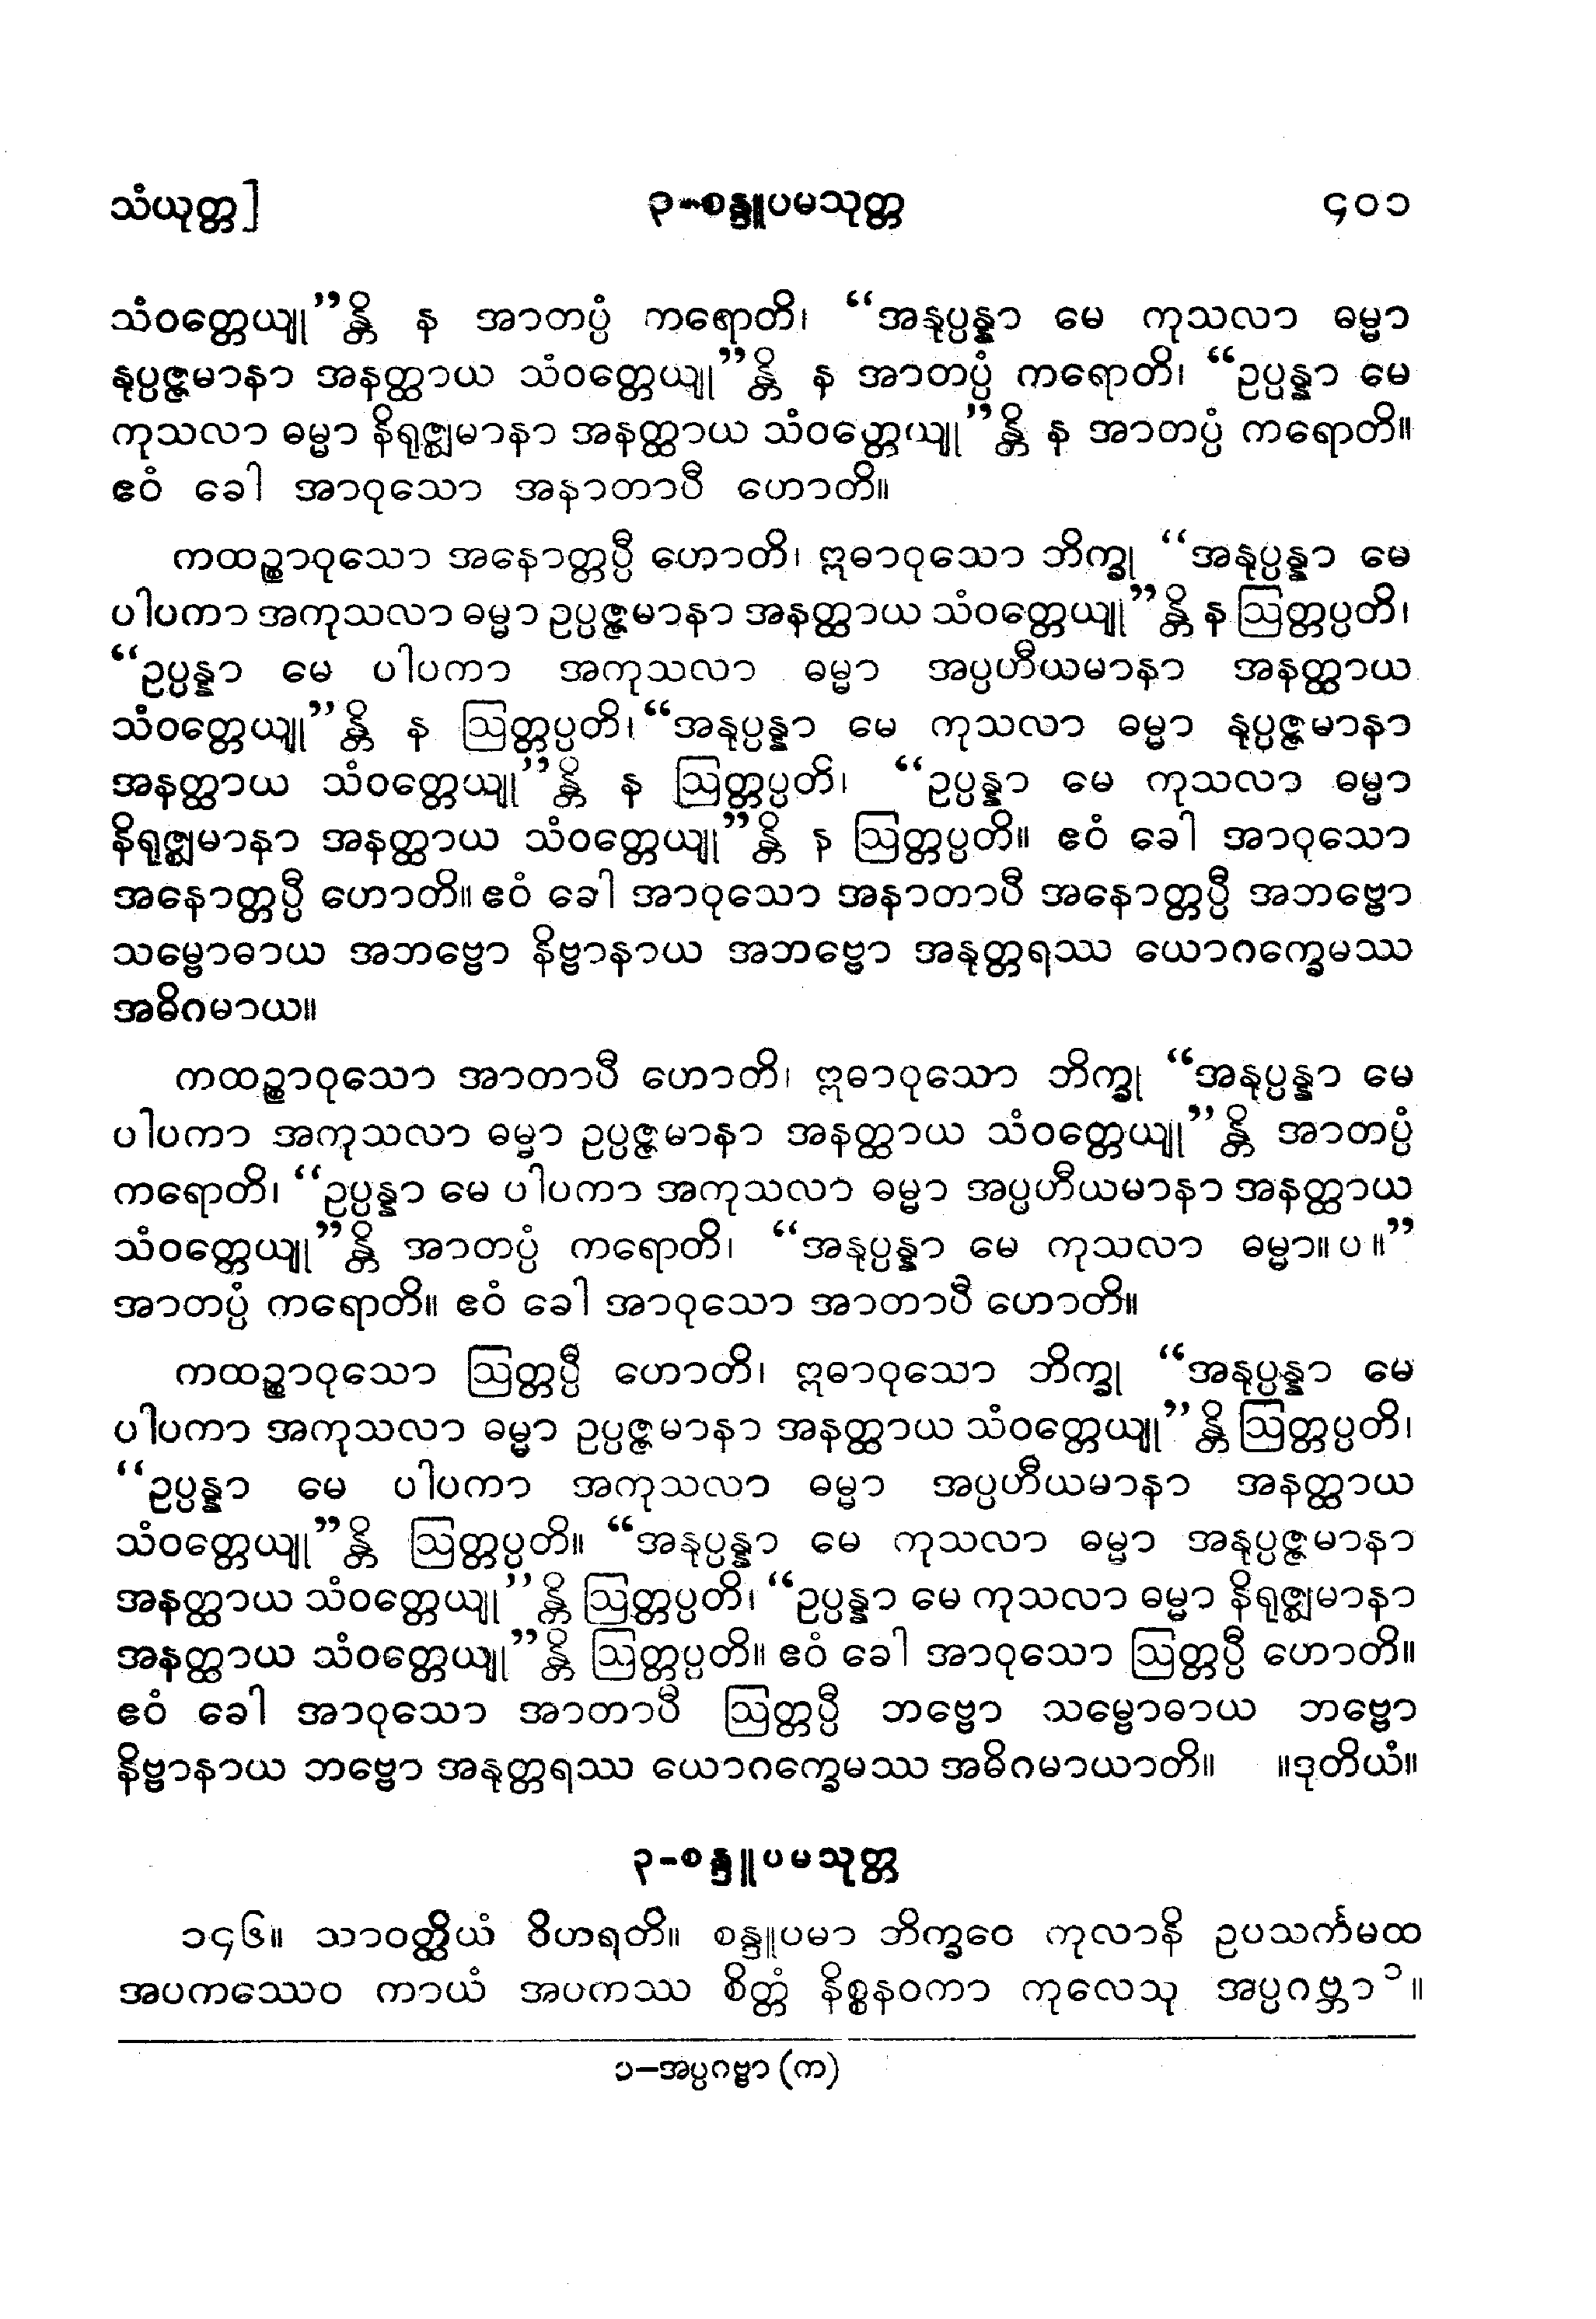 သံယုတ္တ] ၃-စန္ဒူပမသုတ္တ ၄၀၁
သံဝတ္တေယျု”န္တိ န အာတပ္ပံ ကရောတိ၊ “အနုပ္ပန္နာ မေ ကုသလာ ဓမ္မာ
နုပ္ပဇ္ဇမာနာ အနတ္ထာယ သံဝတ္တေယျု”န္တိ န အာတပ္ပံ ကရောတိ၊ “ဥပ္ပန္နာ မေ
ကုသလာ ဓမ္မာ နိရုဇ္ဈမာနာ အနတ္ထာယ သံဝတ္တေယျု”န္တိ န အာတပ္ပံ ကရောတိ။
ဧဝံ ခေါ အာဝုသော အနာတာပီ ဟောတိ။
ကထဉ္စာဝုသော အနောတ္တပ္ပီ ဟောတိ၊ ဣဓာဝုသော ဘိက္ခု “အနုပ္ပန္နာ မေ
ပါပကာ အကုသလာ ဓမ္မာ ဥပ္ပဇ္ဇမာနာ အနတ္ထာယ သံဝတ္တေယျု”န္တိ န ဩတ္တပ္ပတိ၊
“ဥပ္ပန္နာ မေ ပါပကာ အကုသလာ ဓမ္မာ အပ္ပဟီယမာနာ အနတ္ထာယ
သံဝတ္တေယျု”န္တိ န ဩတ္တပ္ပတိ၊ “အနုပ္ပန္နာ မေ ကုသလာ ဓမ္မာ နုပ္ပဇ္ဇမာနာ
အနတ္ထာယ သံဝတ္တေယျု”န္တိ န ဩတ္တပ္ပတိ၊ “ဥပ္ပန္နာ မေ ကုသလာ ဓမ္မာ
နိရုဇ္ဈမာနာ အနတ္ထာယ သံဝတ္တေယျု”န္တိ န ဩတ္တပ္ပတိ။ ဧဝံ ခေါ အာဝုသော
အနောတ္တပ္ပီ ဟောတိ။ ဧဝံ ခေါ အာဝုသော အနာတာပီ အနောတ္တပ္ပီ အဘဗ္ဗော
သမ္ဗောဓာယ အဘဗ္ဗော နိဗ္ဗာနာယ အဘဗ္ဗော အနုတ္တရဿ ယောဂက္ခေမဿ
အဓိဂမာယ။
ကထဉ္စာဝုသော အာတာပီ ဟောတိ၊ ဣဓာဝုသော ဘိက္ခု “အနုပ္ပန္နာ မေ
ပါပကာ အကုသလာ ဓမ္မာ ဥပ္ပဇ္ဇမာနာ အနတ္ထာယ သံဝတ္တေယျု”န္တိ အာတပ္ပံ
ကရောတိ၊ “ဥပ္ပန္နာ မေ ပါပကာ အကုသလာ ဓမ္မာ အပ္ပဟီယမာနာ အနတ္ထာယ
သံဝတ္တေယျု”န္တိ အာတပ္ပံ ကရောတိ၊ “အနုပ္ပန္နာ မေ ကုသလာ ဓမ္မာ။ပ။”
အာတပ္ပံ ကရောတိ။ ဧဝံ ခေါ အာဝုသော အာတာပီ ဟောတိ။
ကထဉ္စာဝုသော ဩတ္တပ္ပီ ဟောတိ၊ ဣဓာဝုသော ဘိက္ခု “အနုပ္ပန္နာ မေ
ပါပကာ အကုသလာ ဓမ္မာ ဥပ္ပဇ္ဇမာနာ အနတ္ထာယ သံဝတ္တေယျု”န္တိ ဩတ္တပ္ပတိ၊
“ဥပ္ပန္နာ မေ ပါပကာ အကုသလာ ဓမ္မာ အပ္ပဟီယမာနာ အနတ္ထာယ
သံဝတ္တေယျု”န္တိ ဩတ္တပ္ပတိ။ “အနုပ္ပန္နာ မေ ကုသလာ ဓမ္မာ အနုပ္ပဇ္ဇမာနာ
အနတ္ထာယ သံဝတ္တေယျု”န္တိ ဩတ္တပ္ပတိ၊ “ဥပ္ပန္နာ မေ ကုသလာ ဓမ္မာ နိရုဇ္ဈမာနာ
အနတ္ထာယ သံဝတ္တေယျု”န္တိ ဩတ္တပ္ပတိ။ ဧဝံ ခေါ အာဝုသော ဩတ္တပ္ပီ ဟောတိ။
ဧဝံ ခေါ အာဝုသော အာတာပီ ဩတ္တပ္ပီ ဘဗ္ဗော သမ္ဗောဓာယ ဘဗ္ဗော
နိဗ္ဗာနာယ ဘဗ္ဗော အနုတ္တရဿ ယောဂက္ခေမဿ အဓိဂမာယာတိ။ ။ဒုတိယံ။
၃-စန္ဒူပမသုတ္တ
၁၄၆။ သာဝတ္ထိယံ ဝိဟရတိ။ စန္ဒူပမာ ဘိက္ခဝေ ကုလာနိ ဥပသင်္ကမထ
အပကဿေဝ ကာယံ အပကဿ စိတ္တံ နိစ္စနဝကာ ကုလေသု အပ္ပဂဗ္ဘာ၁။
၁-အပ္ပဂဗ္ဗာ (က)